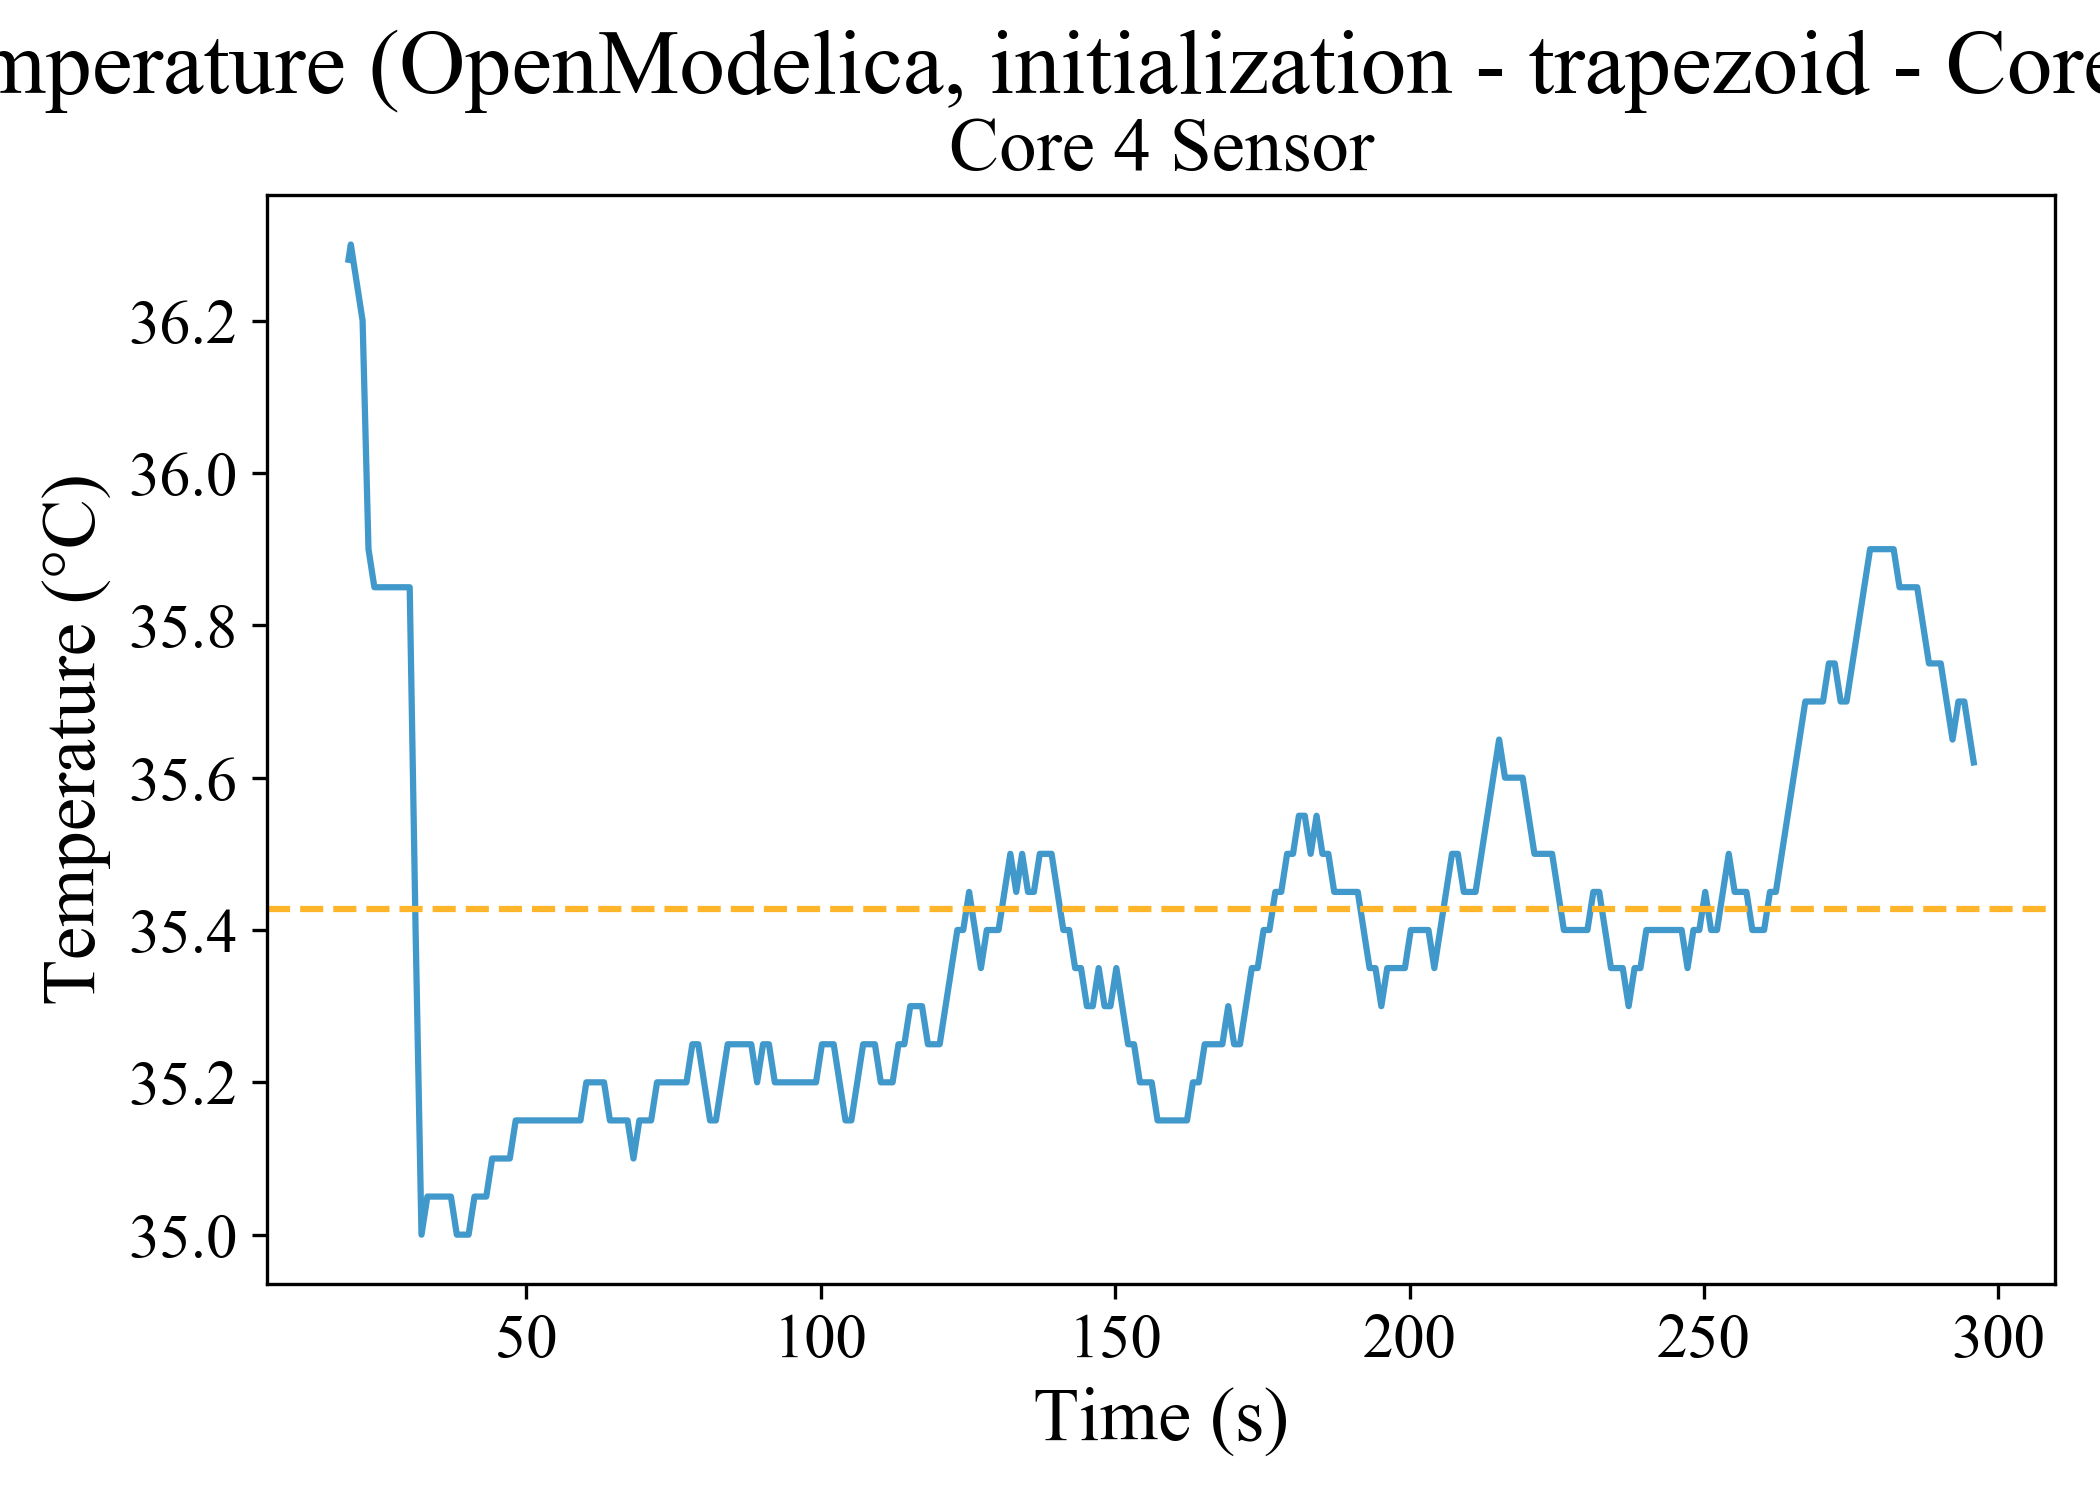 mperature (OpenModelica, initialization - trapezoid - Core
Core 4 Sensor
Temperature (°C)
36.2
36.0
35.8
35.6
35.4
35.2
35.0
50 100 150 200 250 300
Time (s)